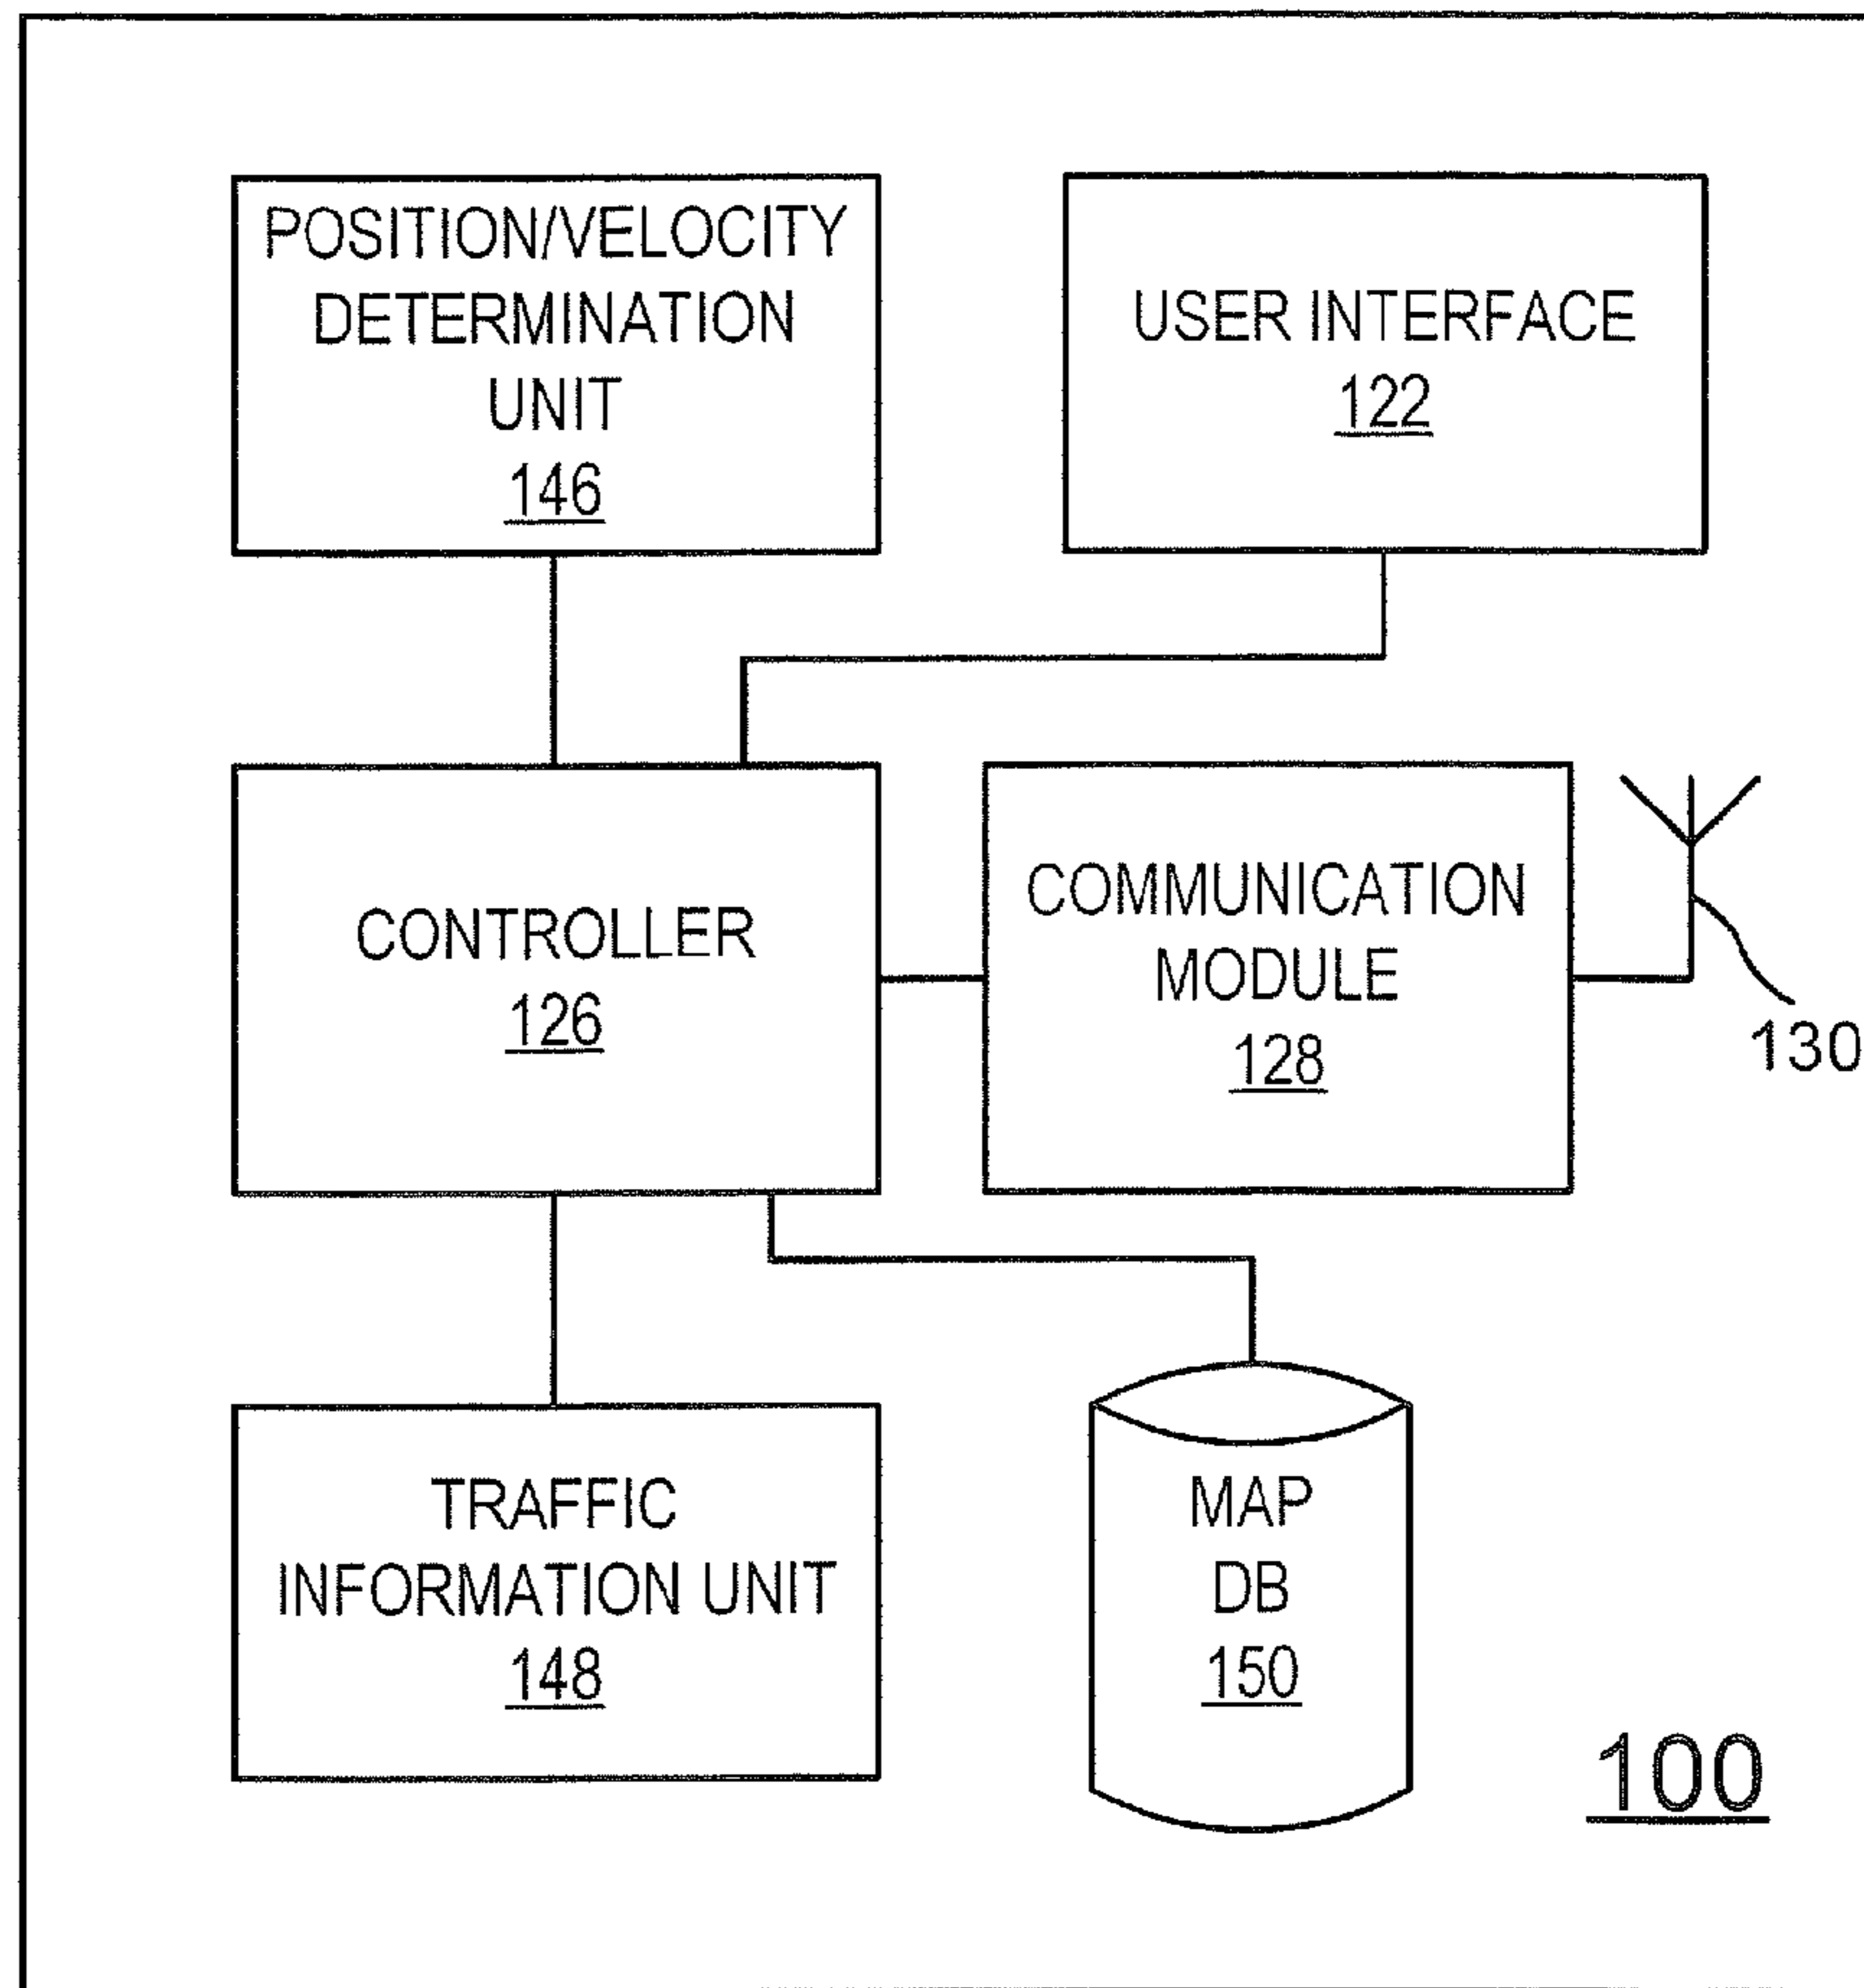 POSITION/VELOCITY
DETERMINATION
UNIT
146
USER INTERFACE
122
CONTROLLER
126
COMMUNICATION
MODULE
128
130
TRAFFIC
INFORMATION UNIT
148
MAP
DB
150
100